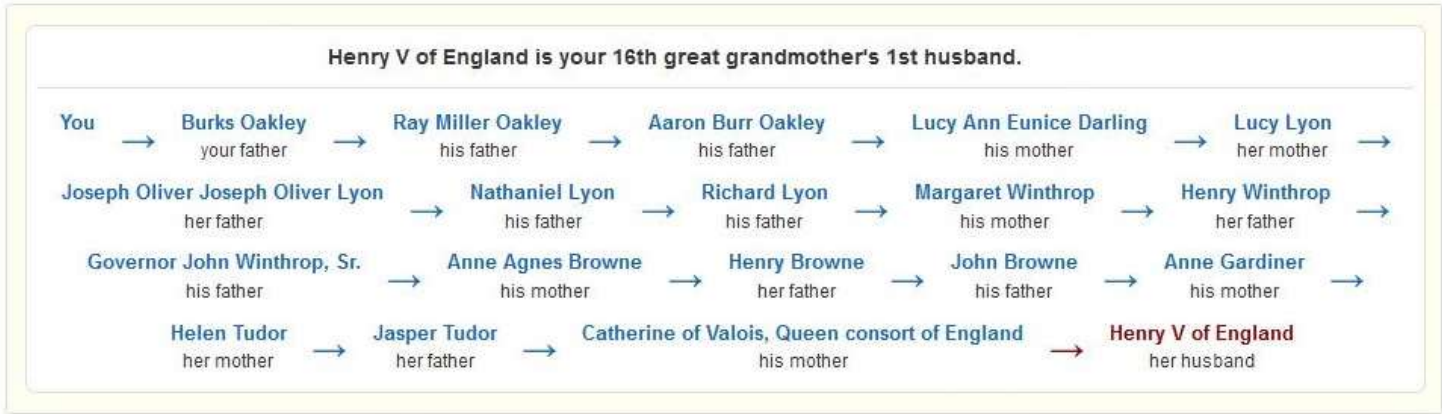 Henry V of England is your 16th great grandmother's 1st husband.
You → Burks Oakley → Ray Miller Oakley → Aaron Burr Oakley → Lucy Ann Eunice Darling → Lucy Lyon →
your father his father his father his mother her mother
Joseph Oliver Joseph Oliver Lyon → Nathaniel Lyon → Richard Lyon → Margaret Winthrop → Henry Winthrop →
her father his father his father his mother her father
Governor John Winthrop, Sr. → Anne Agnes Browne → Henry Browne → John Browne → Anne Gardiner →
his father his mother her father his father his mother
Helen Tudor → Jasper Tudor → Catherine of Valois, Queen consort of England → Henry V of England
her mother her father his mother her husband